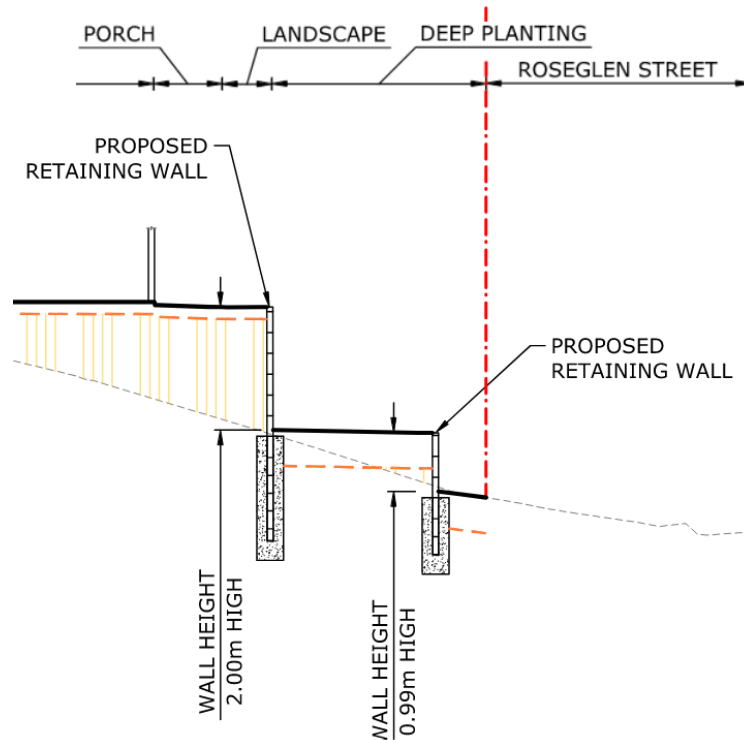 PORCH
LANDSCAPE
DEEP PLANTING
ROSEGLEN STREET
PROPOSED
RETAINING WALL
PROPOSED
RETAINING WALL
WALL HEIGHT
2.00m HIGH
WALL HEIGHT
0.99m HIGH